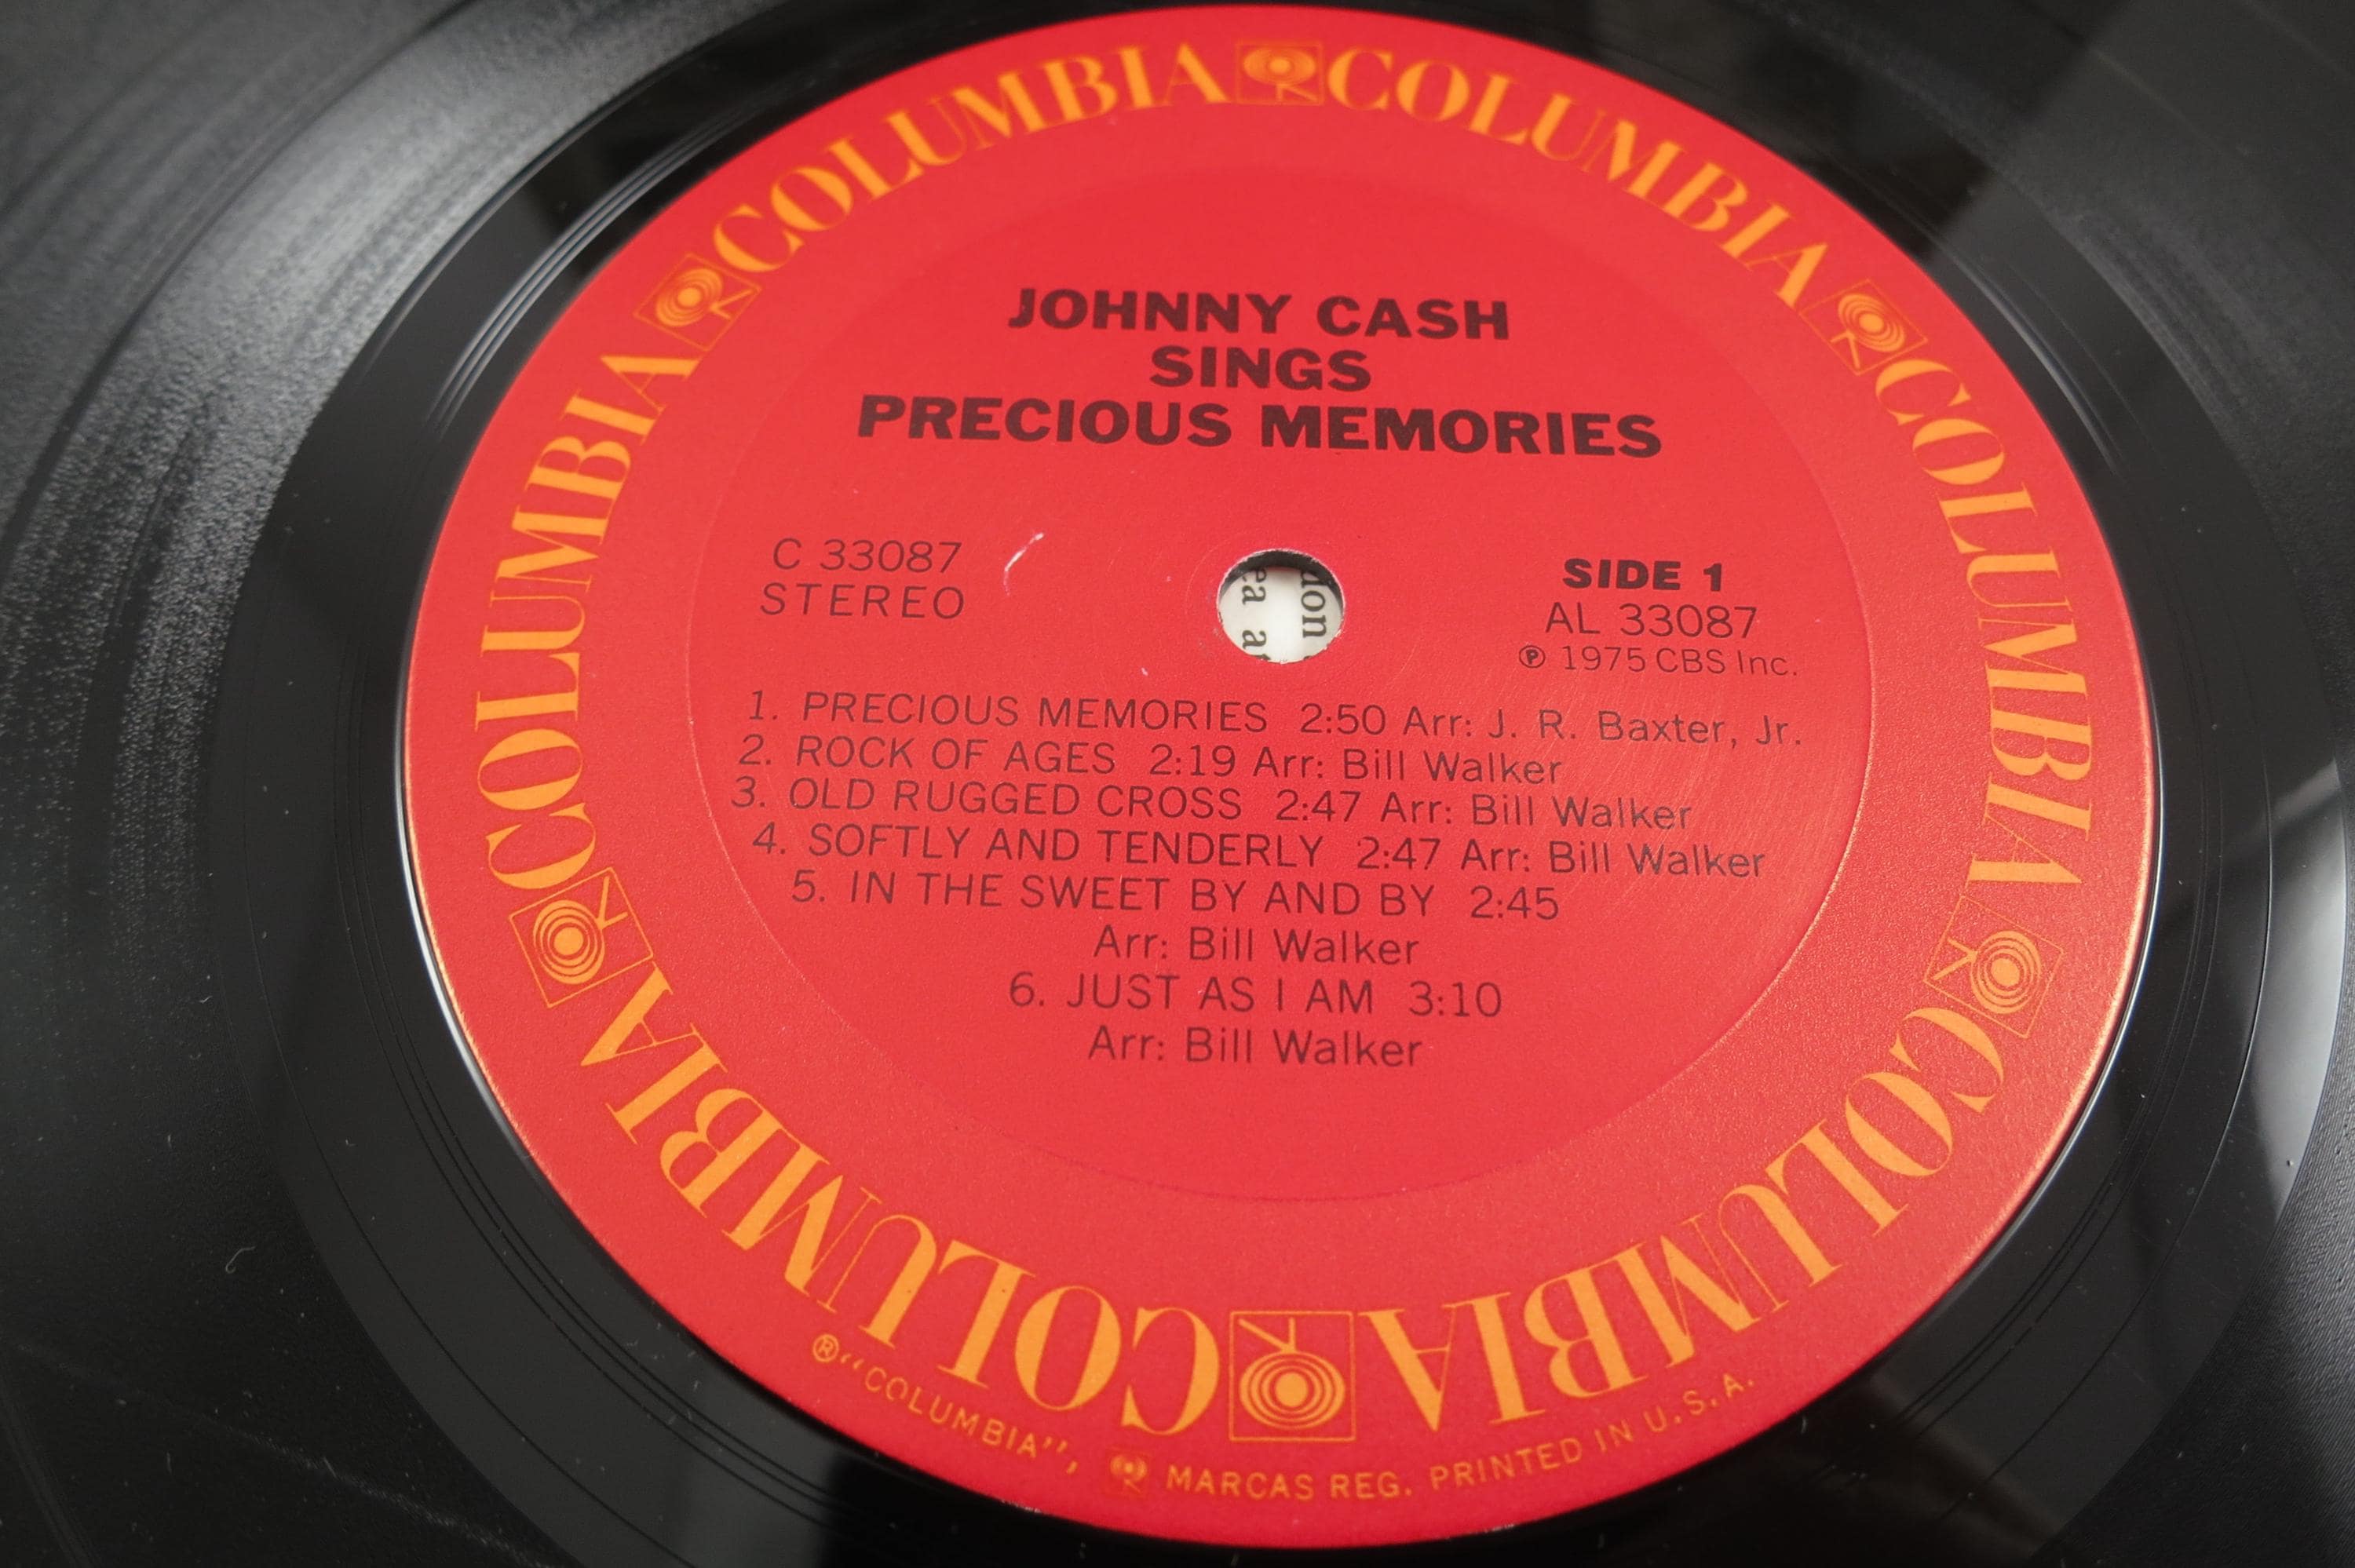 COLUMBIA COLUMBIA COLUMBIA COLUMBIA COLUMBIA COLUMBIA
JOHNNY CASH
SINGS
PRECIOUS MEMORIES
C 33087
STEREO
SIDE 1
AL 33087
℗ 1975 CBS Inc.
don
ea a
1. PRECIOUS MEMORIES 2:50 Arr: J. R. Baxter, Jr.
2. ROCK OF AGES 2:19 Arr: Bill Walker
3. OLD RUGGED CROSS 2:47 Arr: Bill Walker
4. SOFTLY AND TENDERLY 2:47 Arr: Bill Walker
5. IN THE SWEET BY AND BY 2:45
Arr: Bill Walker
6. JUST AS I AM 3:10
Arr: Bill Walker
® "COLUMBIA", MARCAS REG. PRINTED IN U.S.A.